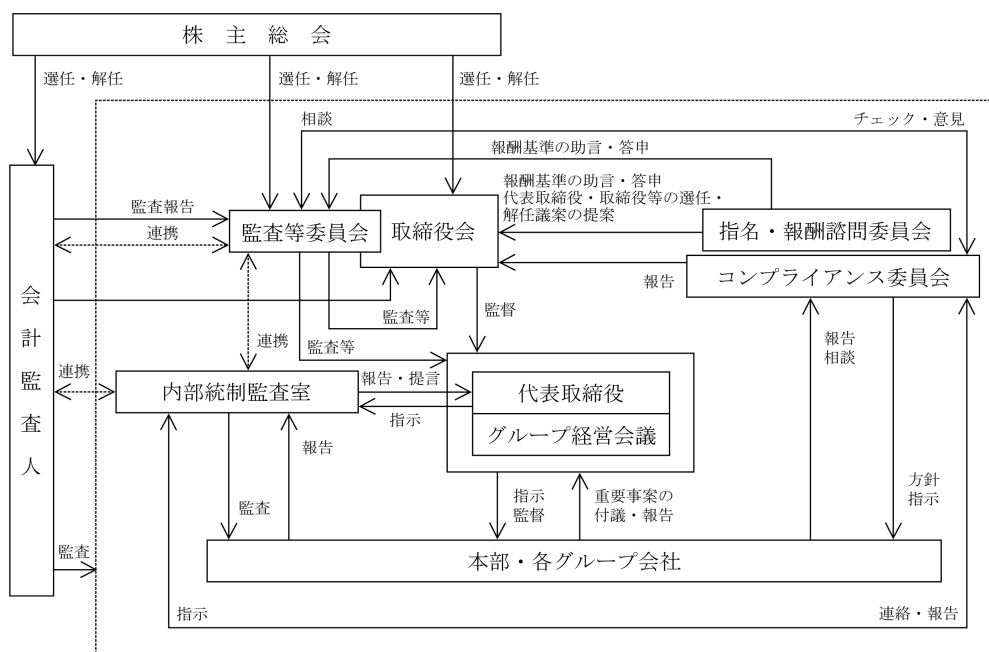 株主総会
選任・解任
選任・解任
選任・解任
相談
チェック・意見
報酬基準の助言・答申
報酬基準の助言・答申
代表取締役・取締役等の選任・
解任議案の提案
監査報告
連携
監査等委員会
取締役会
指名・報酬諮問委員会
コンプライアンス委員会
報告
会計監査人
監査等
監督
連携
監査等
報告
相談
連携
内部統制監査室
報告・提言
指示
代表取締役
グループ経営会議
報告
監査
指示
監督
重要事案の
付議・報告
方針
指示
監査
本部・各グループ会社
指示
連絡・報告